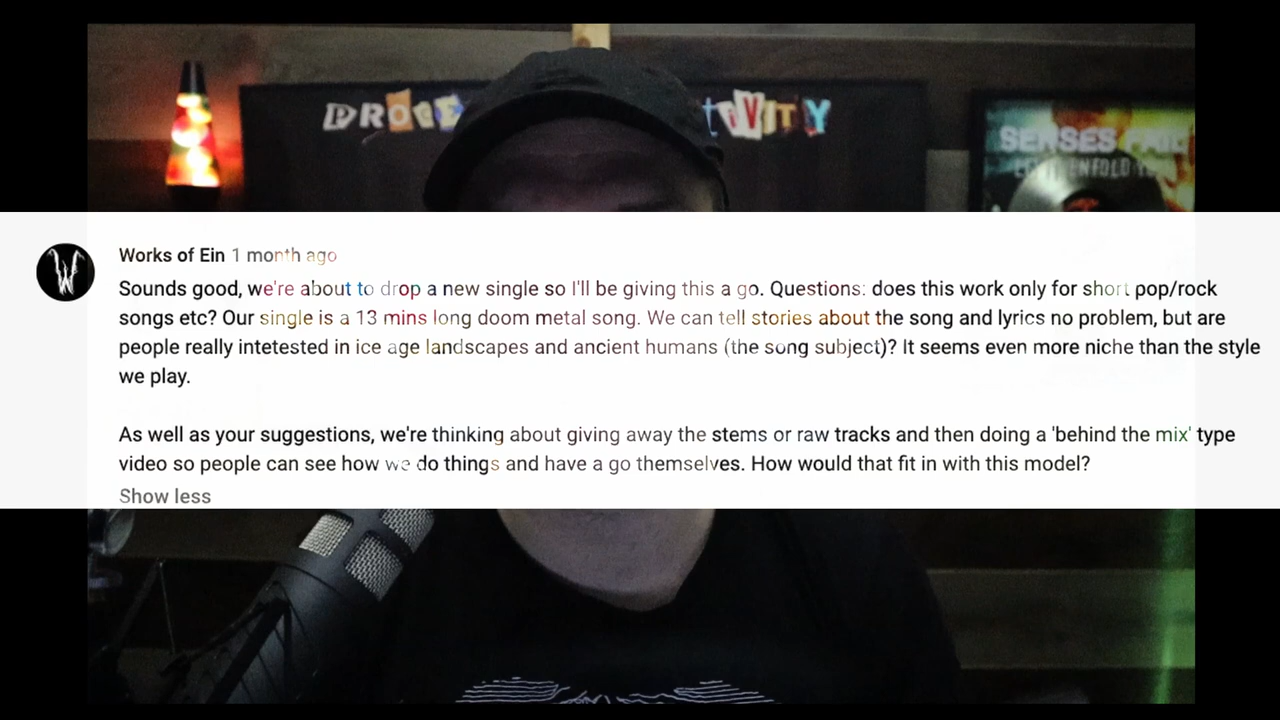 SENSES FAIL
Works of Ein 1 month ago
Sounds good, we're about to drop a new single so I'll be giving this a go. Questions: does this work only for short pop/rock
songs etc? Our single is a 13 mins long doom metal song. We can tell stories about the song and lyrics no problem, but are
people really intetested in ice age landscapes and ancient humans (the song subject)? It seems even more niche than the style
we play.
As well as your suggestions, we're thinking about giving away the stems or raw tracks and then doing a 'behind the mix' type
video so people can see how we do things and have a go themselves. How would that fit in with this model?
Show less